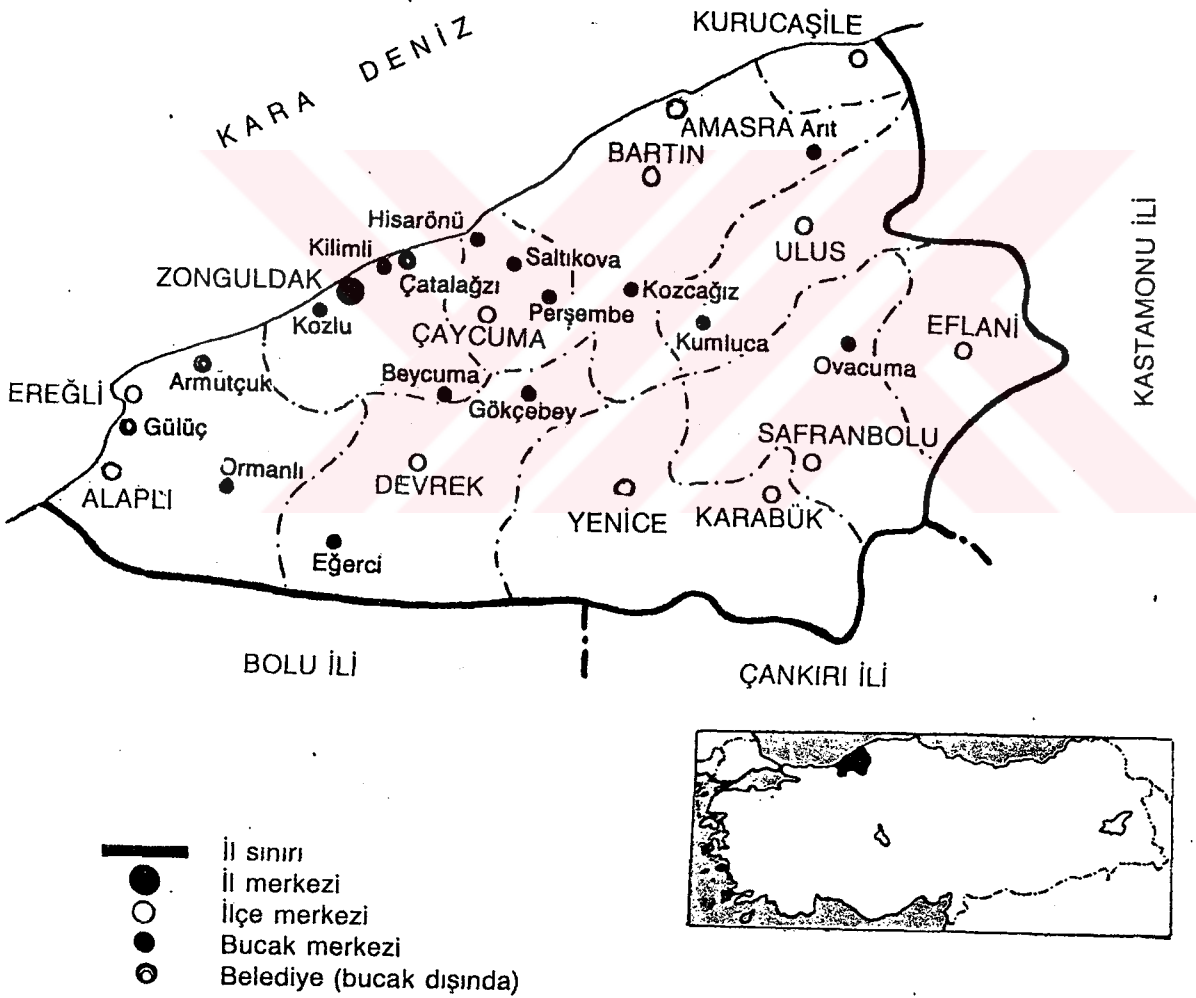 KURUCAŞİLE
KARA DENİZ
AMASRA Arıt
BARTIN
Hisarönü
Kilimli
Saltıkova
ULUS
ZONGULDAK
Çatalağzı
Kozcağız
Perşembe
Kozlu
ÇAYCUMA
Kumluca
EFLANİ
Ovacuma
KASTAMONU İLİ
Armutçuk
Beycuma
EREĞLİ
Gökçebey
Gülüç
SAFRANBOLU
Ormanlı
ALAPLI
DEVREK
YENİCE
KARABÜK
Eğerci
BOLU İLİ
ÇANKIRI İLİ
İl sınırı
İl merkezi
İlçe merkezi
Bucak merkezi
Belediye (bucak dışında)